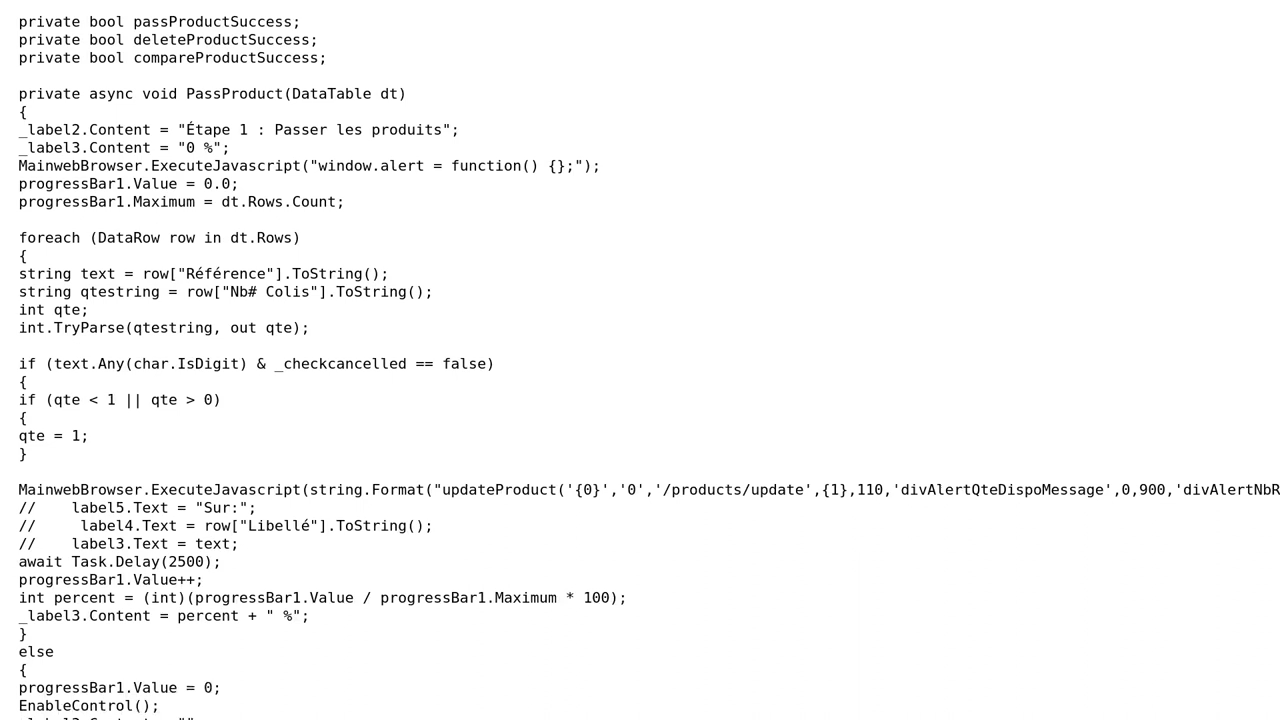 private bool passProductSuccess;
private bool deleteProductSuccess;
private bool compareProductSuccess;
private async void PassProduct(DataTable dt)
{
_label2.Content = "Étape 1 : Passer les produits";
_label3.Content = "0 %";
MainwebBrowser.ExecuteJavascript("window.alert = function() {};");
progressBar1.Value = 0.0;
progressBar1.Maximum = dt.Rows.Count;
foreach (DataRow row in dt.Rows)
{
string text = row["Référence"].ToString();
string qtestring = row["Nb# Colis"].ToString();
int qte;
int.TryParse(qtestring, out qte);
if (text.Any(char.IsDigit) & _checkcancelled == false)
{
if (qte < 1 || qte > 0)
{
qte = 1;
}
MainwebBrowser.ExecuteJavascript(string.Format("updateProduct('{0}','0','/products/update',{1},110,'divAlertQteDispoMessage',0,900,'divAlertNbR
//    label5.Text = "Sur:";
//     label4.Text = row["Libellé"].ToString();
//    label3.Text = text;
await Task.Delay(2500);
progressBar1.Value++;
int percent = (int)(progressBar1.Value / progressBar1.Maximum * 100);
_label3.Content = percent + " %";
}
else
{
progressBar1.Value = 0;
EnableControl();